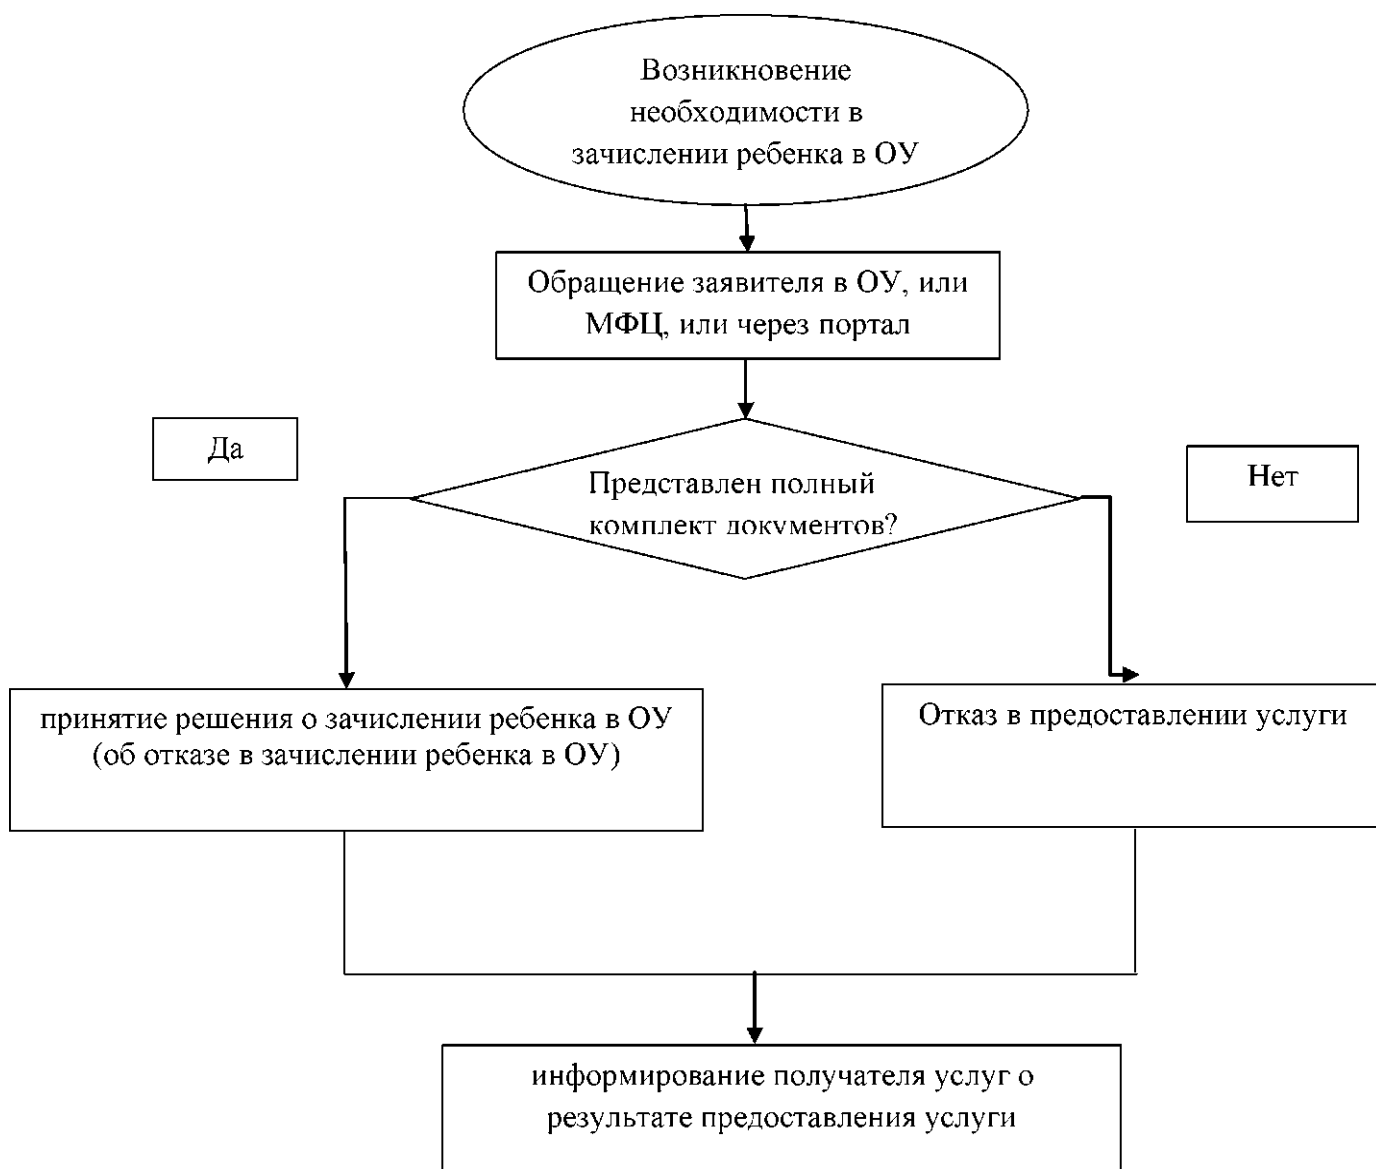 Возникновение
необходимости в
зачислении ребенка в ОУ
Обращение заявителя в ОУ, или
МФЦ, или через портал
Да
Нет
Представлен полный
комплект документов?
принятие решения о зачислении ребенка в ОУ
(об отказе в зачислении ребенка в ОУ)
Отказ в предоставлении услуги
информирование получателя услуг о
результате предоставления услуги